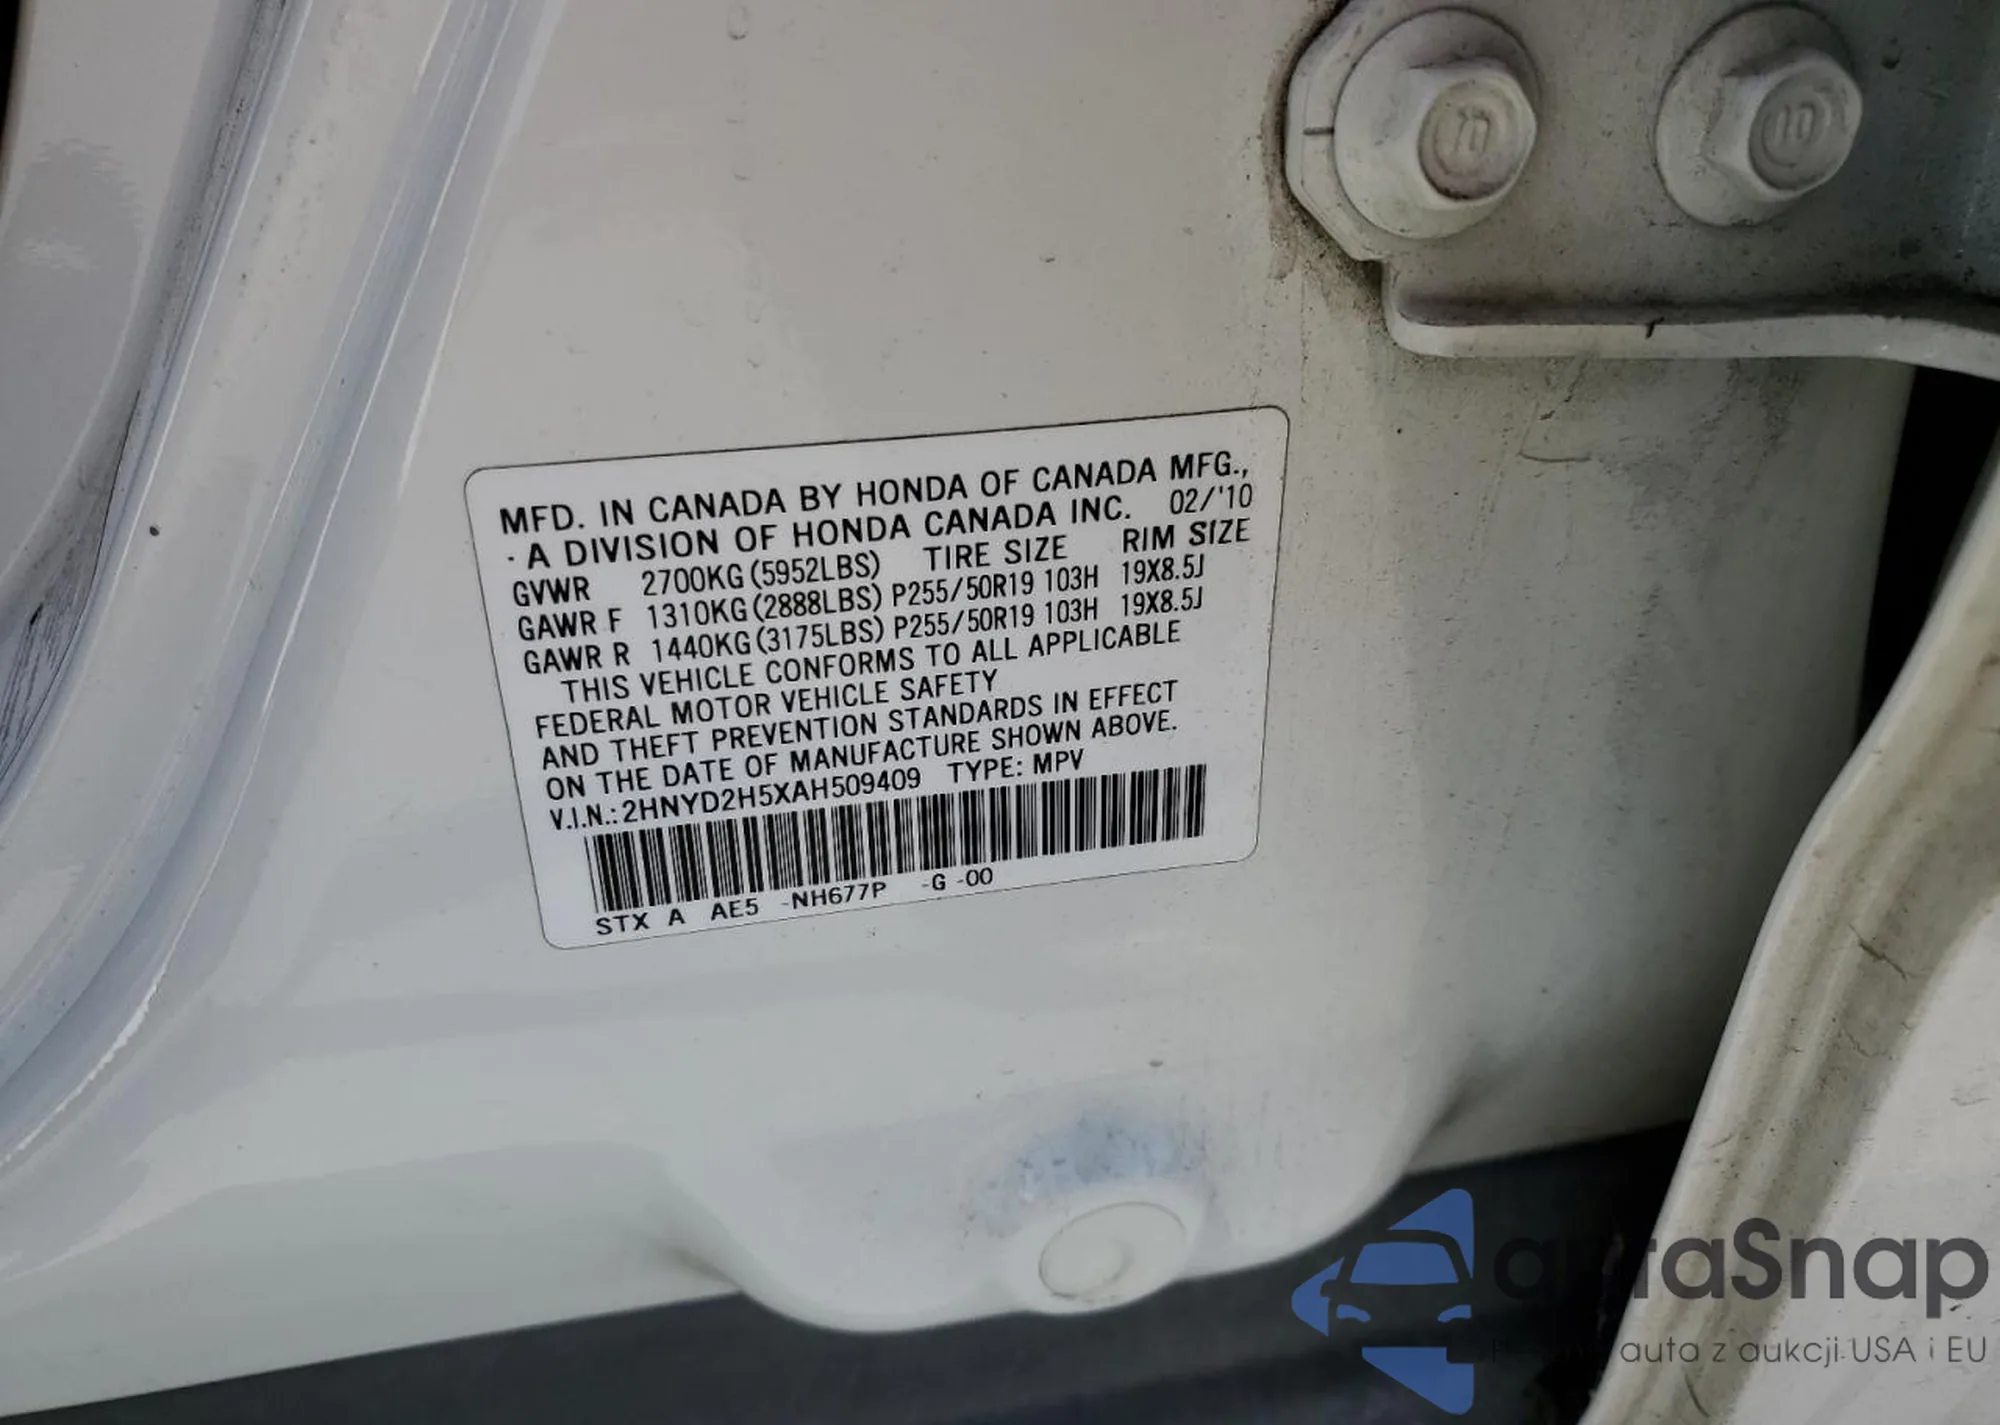 MFD. IN CANADA BY HONDA OF CANADA MFG.,
· A DIVISION OF HONDA CANADA INC. 02/'10
GVWR 2700KG (5952LBS) TIRE SIZE RIM SIZE
GAWR F 1310KG (2888LBS) P255/50R19 103H 19X8.5J
GAWR R 1440KG (3175LBS) P255/50R19 103H 19X8.5J
THIS VEHICLE CONFORMS TO ALL APPLICABLE
FEDERAL MOTOR VEHICLE SAFETY
AND THEFT PREVENTION STANDARDS IN EFFECT
ON THE DATE OF MANUFACTURE SHOWN ABOVE.
V.I.N.: 2HNYD2H5XAH509409 TYPE: MPV
STX A AE5 -NH677P -G -00
10
autaSnap
auta z aukcji USA i EU